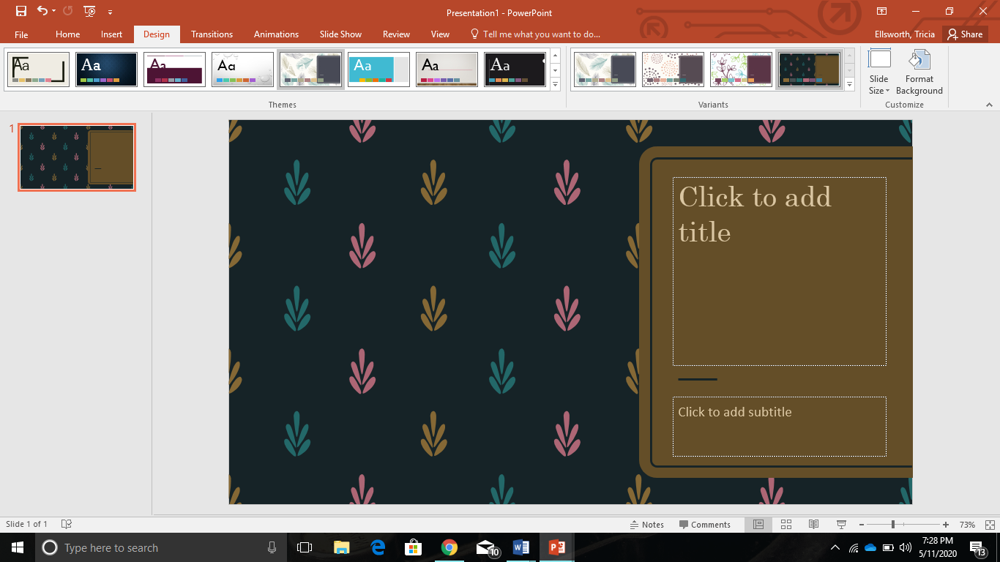 Presentation1 - PowerPoint
File Home Insert Design Transitions Animations Slide Show Review View Tell me what you want to do... Ellsworth, Tricia Share
Aa Aa Aa Aa Aa Aa Aa Aa
Slide Size Format Background
Themes Variants Customize
1
Click to add
title
Click to add subtitle
Slide 1 of 1 Notes Comments 73%
Type here to search 10 7:28 PM
5/11/2020 13